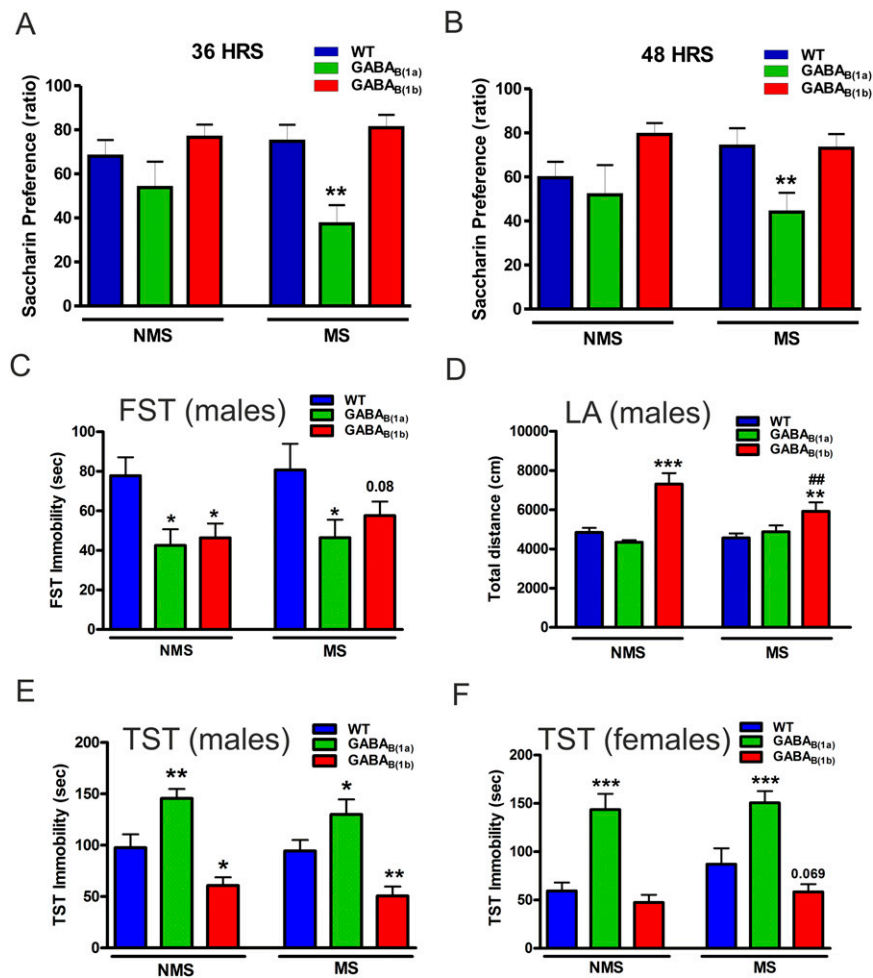 A
36 HRS
WT
GABAB(1a)
GABAB(1b)
Saccharin Preference (ratio)
100
80
60
40
20
0
**
NMS
MS
B
48 HRS
WT
GABAB(1a)
GABAB(1b)
Saccharin Preference (ratio)
100
80
60
40
20
0
**
NMS
MS
C
FST (males)
WT
GABAB(1a)
GABAB(1b)
FST Immobility (sec)
100
80
60
40
20
0
*
*
*
0.08
NMS
MS
D
LA (males)
WT
GABAB(1a)
GABAB(1b)
Total distance (cm)
10000
8000
6000
4000
2000
0
***
##
**
NMS
MS
E
TST (males)
WT
GABAB(1a)
GABAB(1b)
TST Immobility (sec)
200
150
100
50
0
**
*
*
**
NMS
MS
F
TST (females)
WT
GABAB(1a)
GABAB(1b)
TST Immobility (sec)
200
150
100
50
0
***
***
0.069
NMS
MS